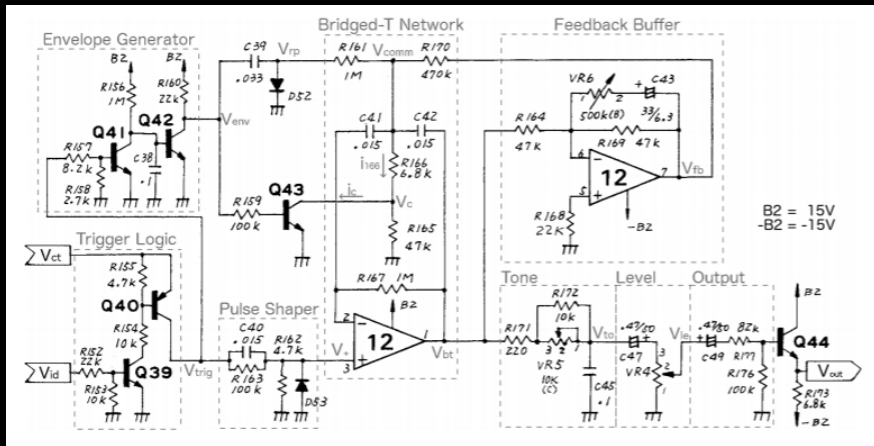 Envelope Generator
B2
B2
R156
1M
R160
22k
Q41
Q42
R157
8.2k
R158
2.7k
C38
.1
Venv
C39
.033
Vrp
D52
R159
100k
Q43
Bridged-T Network
R161
1M
Vcomm
R170
470k
C41
.015
C42
.015
i166
R166
6.8k
ic
Vc
R165
47k
R167 1M
B2
2
−
12
1
+
3
V+
Vbt
Feedback Buffer
VR6
1
2
500k(B)
+
C43
33/6.3
R164
47k
R169
47k
6
−
12
7
5
+
Vfb
R168
22k
-B2
B2 = 15V
-B2 = -15V
Trigger Logic
Vct
R155
4.7k
Q40
R154
10k
Vid
R152
22k
R153
10k
Q39
Vtrig
Pulse Shaper
C40
.015
R162
4.7k
R163
100k
D53
Tone
R171
220
R172
10k
3
2
1
VR5
10k
(C)
Vto
C45
.1
Level
.47/50
+
C47
VR4
3
2
1
Vle
Output
.47/50
+
C49
82k
R177
R176
100k
B2
Q44
Vout
R173
6.8k
-B2